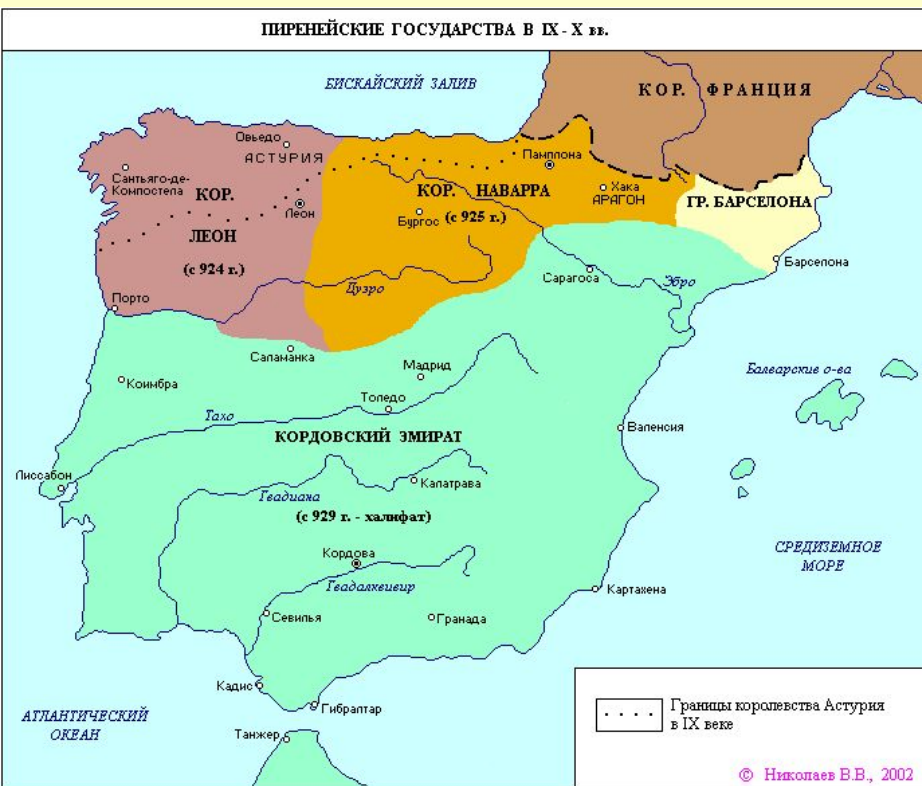 ПИРЕНЕЙСКИЕ ГОСУДАРСТВА В IX - X вв.
БИСКАЙСКИЙ ЗАЛИВ
КОР. ФРАНЦИЯ
Овьедо
АСТУРИЯ
Сантьяго-де-
Компостела
КОР.
Леон
ЛЕОН
(с 924 г.)
Памплона
КОР. НАВАРРА
Бургос
(с 925 г.)
Хака
АРАГОН
ГР. БАРСЕЛОНА
Барселона
Порто
Дуэро
Сарагоса
Эбро
Саламанка
Мадрид
Коимбра
Толедо
Тахо
Балеарские о-ва
КОРДОВСКИЙ ЭМИРАТ
Валенсия
Лиссабон
Калатрава
Гвадиана
(с 929 г. - халифат)
Кордова
Гвадалквивир
СРЕДИЗЕМНОЕ
МОРЕ
Картахена
Севилья
Гранада
Кадис
Гибралтар
АТЛАНТИЧЕСКИЙ
ОКЕАН
Танжер
Границы королевства Астурия
в IX веке
© Николаев В.В., 2002